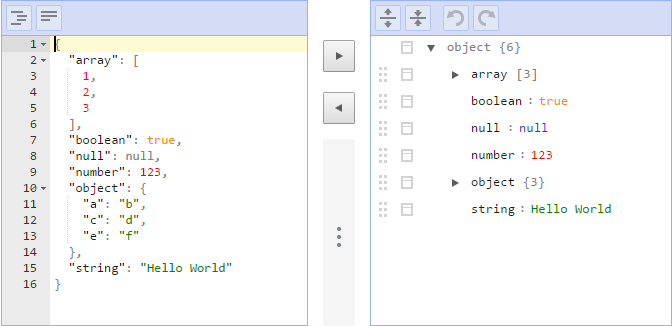 1 {
2 "array": [
3 1,
4 2,
5 3
6 ],
7 "boolean": true,
8 "null": null,
9 "number": 123,
10 "object": {
11 "a": "b",
12 "c": "d",
13 "e": "f"
14 },
15 "string": "Hello World"
16 }
object {6}
array [3]
boolean : true
null : null
number : 123
object {3}
string : Hello World